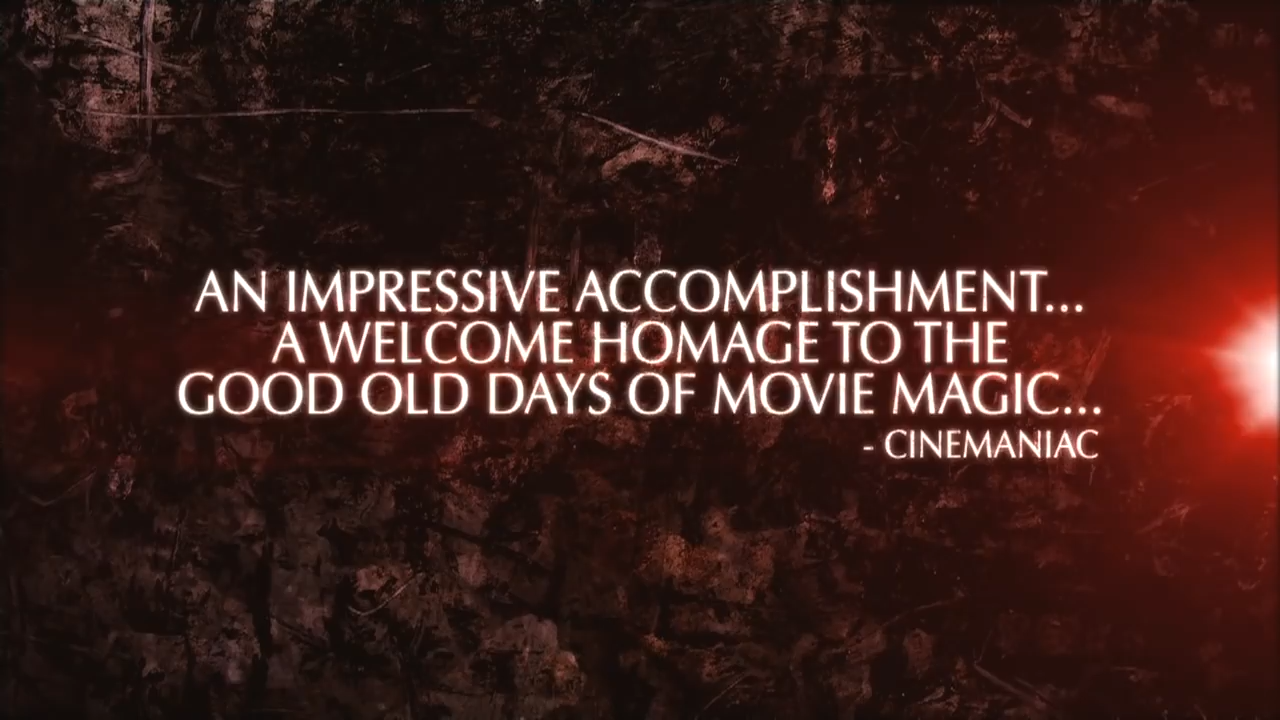 AN IMPRESSIVE ACCOMPLISHMENT...
A WELCOME HOMAGE TO THE
GOOD OLD DAYS OF MOVIE MAGIC...
- CINEMANIAC